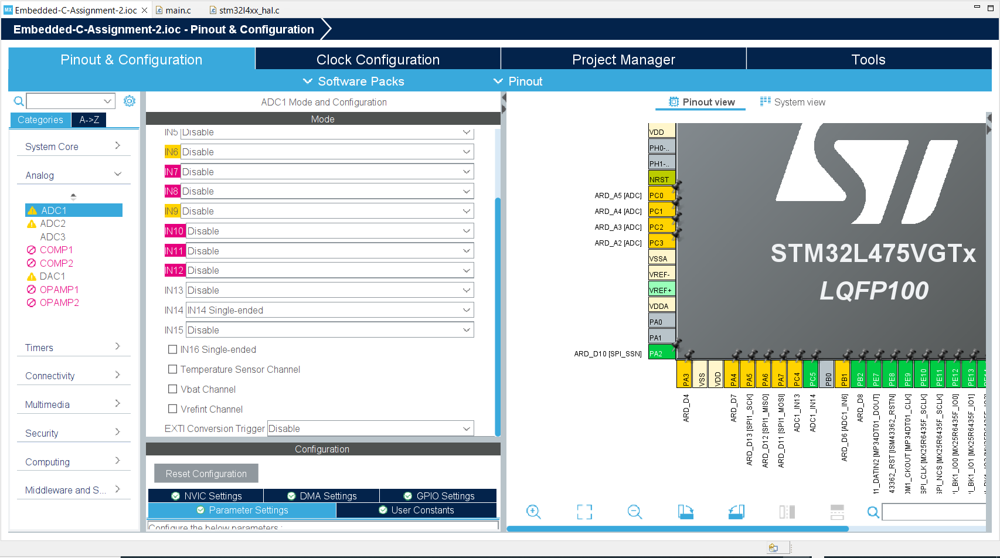 Embedded-C-Assignment-2.ioc main.c stm32l4xx_hal.c
Embedded-C-Assignment-2.ioc - Pinout & Configuration
Pinout & Configuration Clock Configuration Project Manager Tools
Software Packs Pinout
Categories A->Z
System Core
Analog
ADC1
ADC2
ADC3
COMP1
COMP2
DAC1
OPAMP1
OPAMP2
Timers
Connectivity
Multimedia
Security
Computing
Middleware and S...
ADC1 Mode and Configuration
Mode
IN5 Disable
IN6 Disable
IN7 Disable
IN8 Disable
IN9 Disable
IN10 Disable
IN11 Disable
IN12 Disable
IN13 Disable
IN14 IN14 Single-ended
IN15 Disable
IN16 Single-ended
Temperature Sensor Channel
Vbat Channel
Vrefint Channel
EXTI Conversion Trigger Disable
Configuration
Reset Configuration
NVIC Settings DMA Settings GPIO Settings
Parameter Settings User Constants
Configure the below parameters :
Pinout view System view
VDD
PH0-..
PH1-..
NRST
ARD_A5 [ADC] PC0
ARD_A4 [ADC] PC1
ARD_A3 [ADC] PC2
ARD_A2 [ADC] PC3
VSSA
VREF-
VREF+
VDDA
PA0
PA1
ARD_D10 [SPI_SSN] PA2
STM32L475VGTx
LQFP100
PA3 VSS VDD PA4 PA5 PA6 PA7 PC4 PC5 PB0 PB1 PB2 PE7 PE8 PE9 PE10 PE11 PE12 PE13
ARD_D4
ARD_D7
ARD_D13 [SPI1_SCK]
ARD_D12 [SPI1_MISO]
ARD_D11 [SPI1_MOSI]
ADC1_IN13
ADC1_IN14
ARD_D6 [ADC1_IN6]
ARD_D8
11_DATIN2 [MP34DT01_DOUT]
43362_RST [ISM43362_RSTN]
OM1_CKOUT [MP34DT01_CLK]
SPI_CLK [MX25R6435F_SCLK]
SPI_NCS [MX25R6435F_SCLK]
PI_BK1_IO0 [MX25R6435F_IO0]
PI_BK1_IO1 [MX25R6435F_IO1]